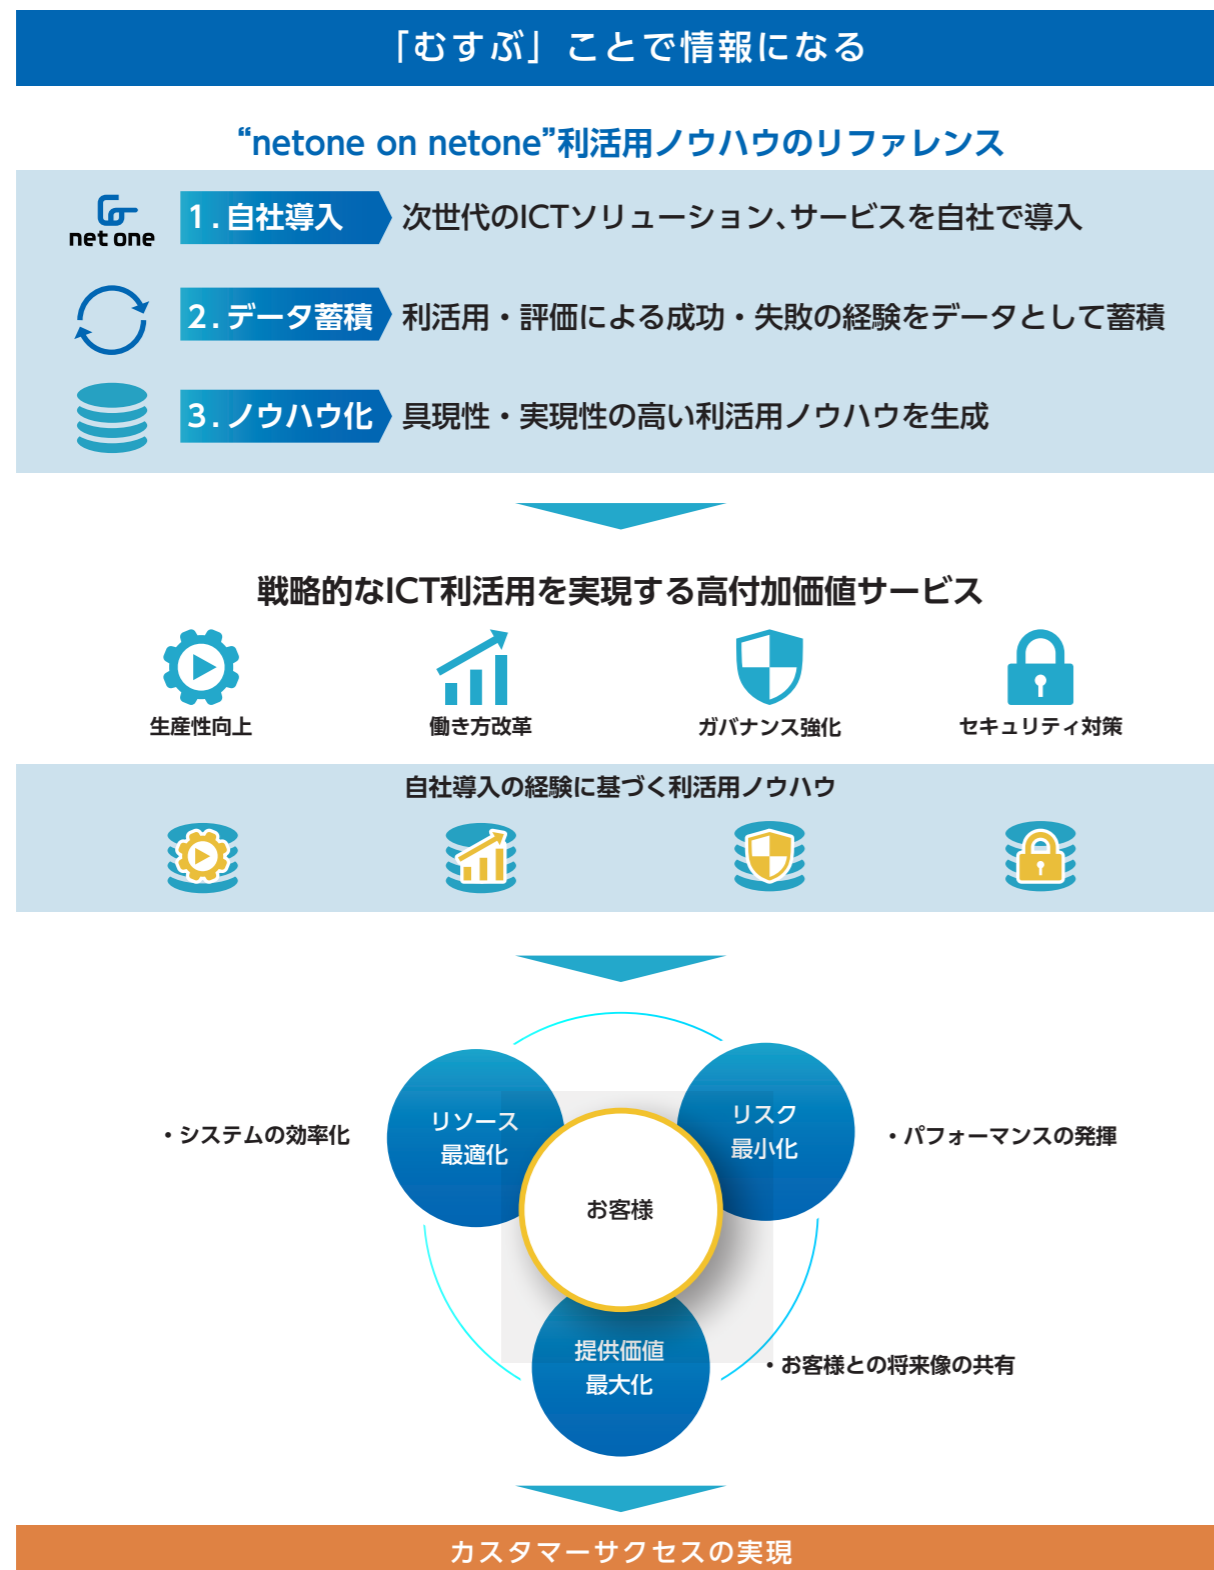 「むすぶ」ことで情報になる
“netone on netone”利活用ノウハウのリファレンス
net one
1. 自社導入
次世代のICTソリューション、サービスを自社で導入
2. データ蓄積
利活用・評価による成功・失敗の経験をデータとして蓄積
3. ノウハウ化
具現性・実現性の高い利活用ノウハウを生成
戦略的なICT利活用を実現する高付加価値サービス
生産性向上
働き方改革
ガバナンス強化
セキュリティ対策
自社導入の経験に基づく利活用ノウハウ
・システムの効率化
リソース
最適化
リスク
最小化
・パフォーマンスの発揮
お客様
提供価値
最大化
・お客様との将来像の共有
カスタマーサクセスの実現